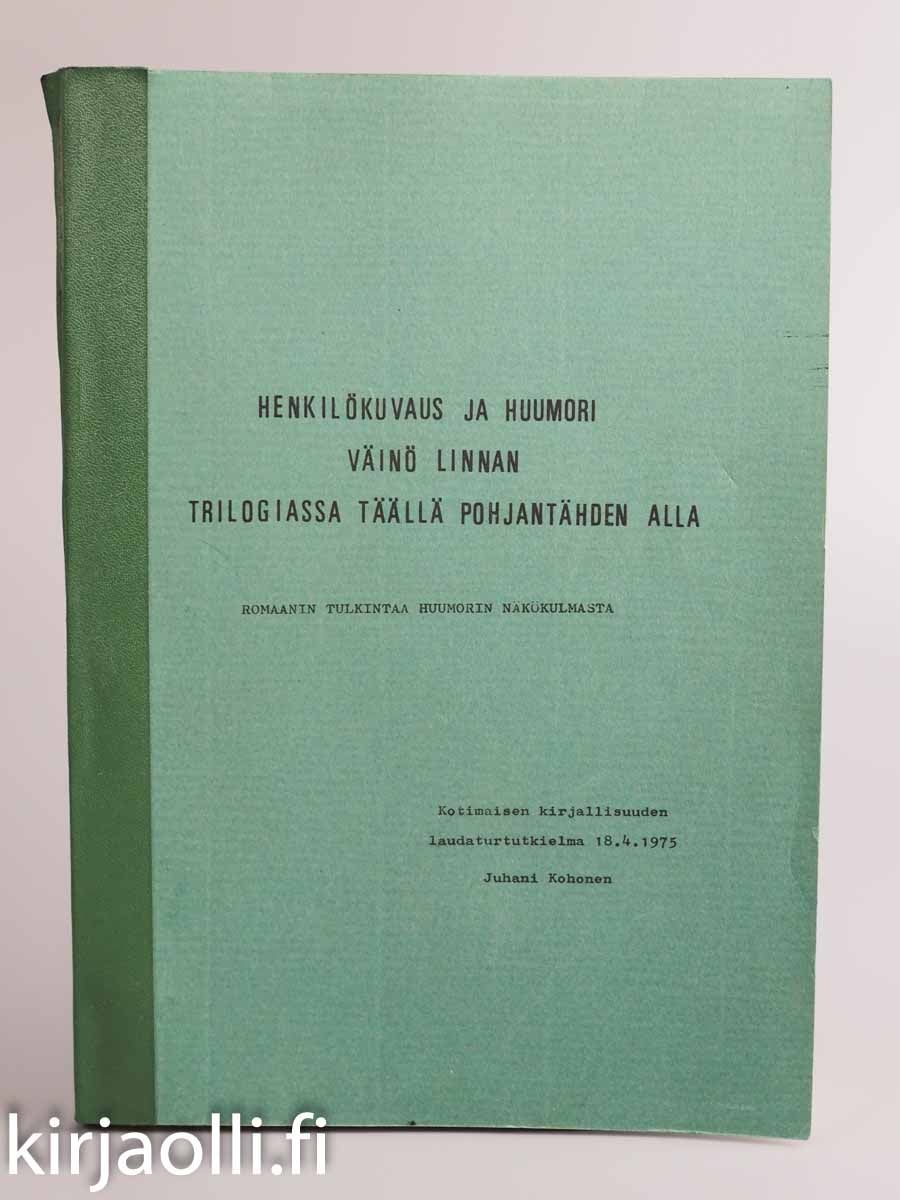 HENKILÖKUVAUS JA HUUMORI
VÄINÖ LINNAN
TRILOGIASSA TÄÄLLÄ POHJANTÄHDEN ALLA
ROMAANIN TULKINTAA HUUMORIN NÄKÖKULMASTA
Kotimaisen kirjallisuuden
laudaturtutkielma 18.4.1975
Juhani Kohonen
kirjaolli.fi